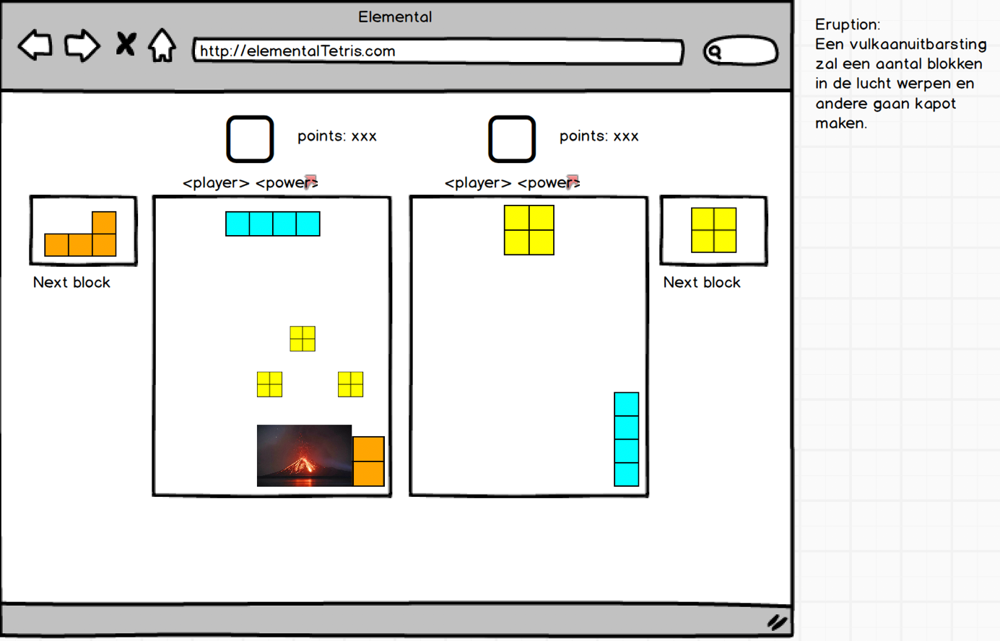 Elemental
http://elementalTetris.com
points: xxx
points: xxx
<player> <power>
<player> <power>
Next block
Next block
Eruption:
Een vulkaanuitbarsting
zal een aantal blokken
in de lucht werpen en
andere gaan kapot
maken.